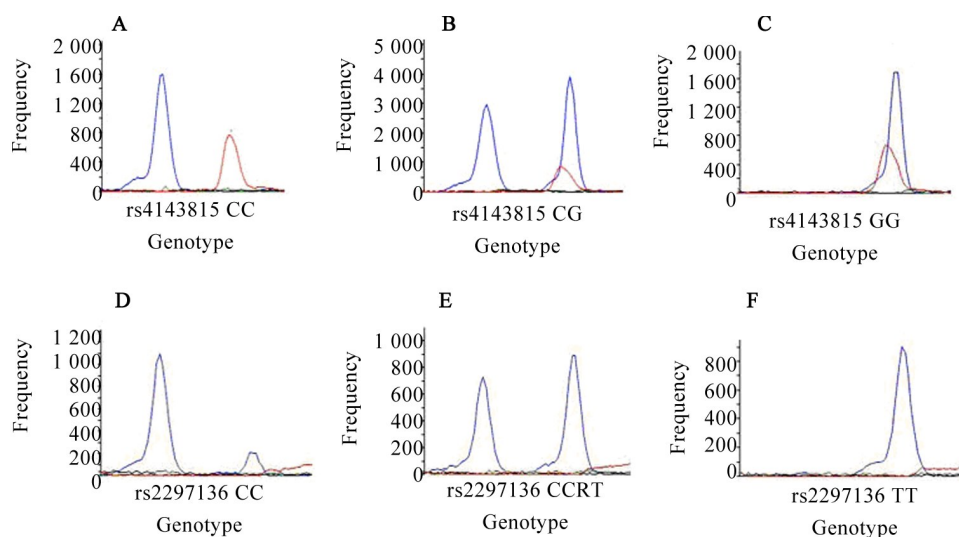 A
Frequency
2 000
1 600
1 200
800
400
0
rs4143815 CC
Genotype
B
Frequency
5 000
4 000
3 000
2 000
1 000
0
rs4143815 CG
Genotype
C
Frequency
2 000
1 600
1 200
800
400
0
rs4143815 GG
Genotype
D
Frequency
1 200
1 000
800
600
400
200
0
rs2297136 CC
Genotype
E
Frequency
1 000
800
600
400
200
0
rs2297136 CCRT
Genotype
F
Frequency
800
600
400
200
0
rs2297136 TT
Genotype